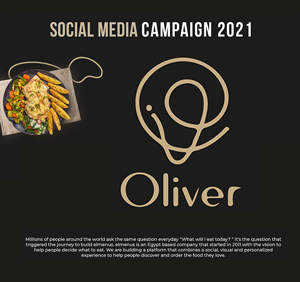 SOCIAL MEDIA CAMPAIGN 2021
Oliver
Millions of people around the world ask the same question everyday "What will I eat today? " It's the question that
triggered the journey to build elmenus. elmenus is an Egypt based company that started in 2011 with the vision to
help people decide what to eat. We are building a platform that combines a social, visual and personalized
experience to help people discover and order the food they love.